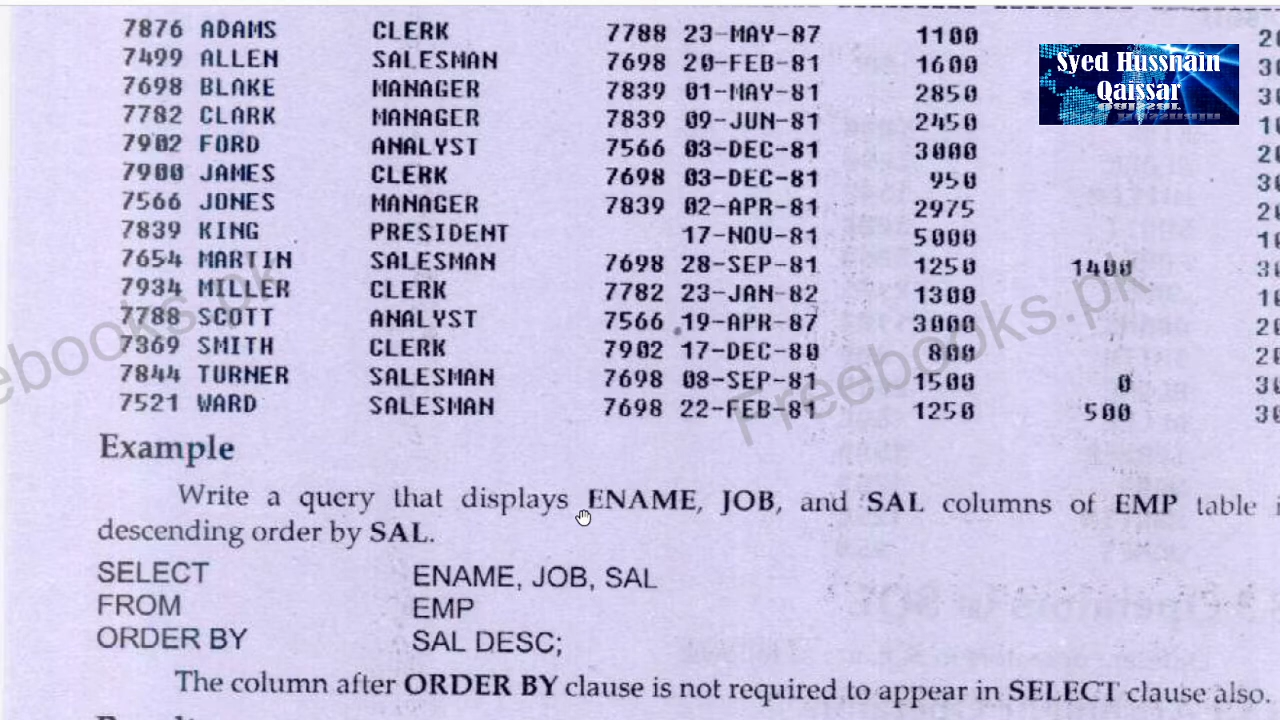 7876 ADAMS CLERK 7788 23-MAY-87 1100
7499 ALLEN SALESMAN 7698 20-FEB-81 1600
7698 BLAKE MANAGER 7839 01-MAY-81 2850
7782 CLARK MANAGER 7839 09-JUN-81 2450
7902 FORD ANALYST 7566 03-DEC-81 3000
7900 JAMES CLERK 7698 03-DEC-81 950
7566 JONES MANAGER 7839 02-APR-81 2975
7839 KING PRESIDENT 17-NOV-81 5000
7654 MARTIN SALESMAN 7698 28-SEP-81 1250 1400
7934 MILLER CLERK 7782 23-JAN-82 1300
7788 SCOTT ANALYST 7566 19-APR-87 3000
7369 SMITH CLERK 7902 17-DEC-80 800
7844 TURNER SALESMAN 7698 08-SEP-81 1500 0
7521 WARD SALESMAN 7698 22-FEB-81 1250 500
Syed Hussnain
Qaissar
Freebooks.pk
Example
Write a query that displays ENAME, JOB, and SAL columns of EMP table
descending order by SAL.
SELECT ENAME, JOB, SAL
FROM EMP
ORDER BY SAL DESC;
The column after ORDER BY clause is not required to appear in SELECT clause also.